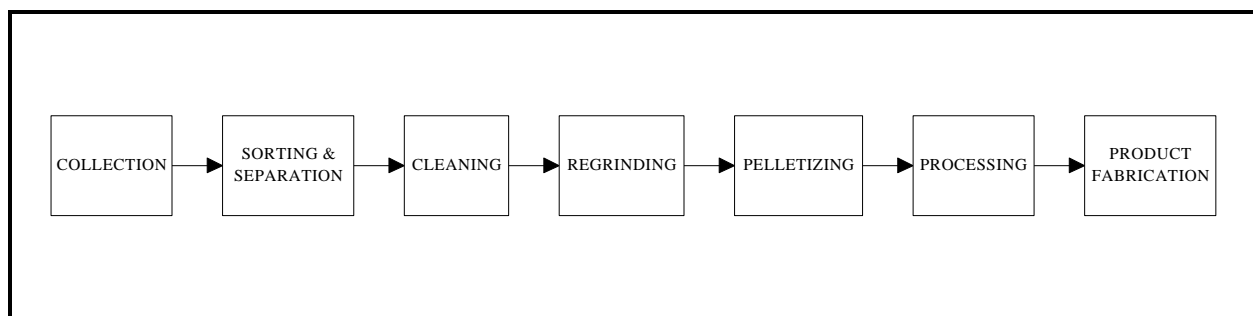 COLLECTION
SORTING &
SEPARATION
CLEANING
REGRINDING
PELLETIZING
PROCESSING
PRODUCT
FABRICATION